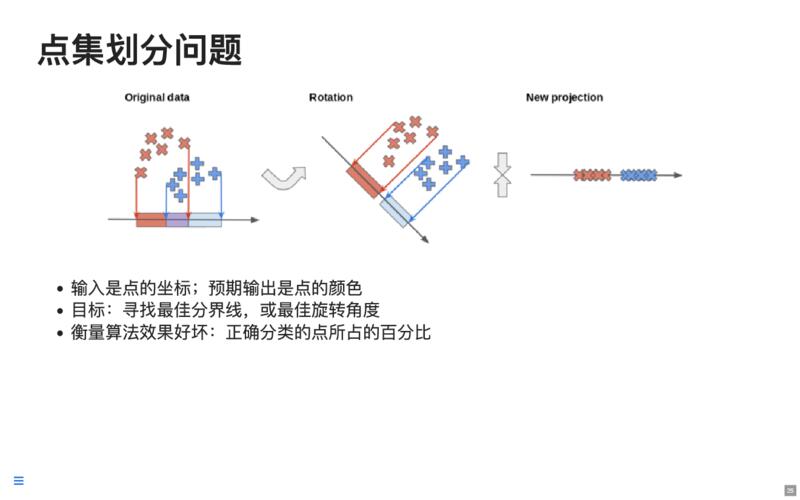 点集划分问题
Original data
Rotation
New projection
• 输入是点的坐标；预期输出是点的颜色
• 目标：寻找最佳分界线，或最佳旋转角度
• 衡量算法效果好坏：正确分类的点所占的百分比
25